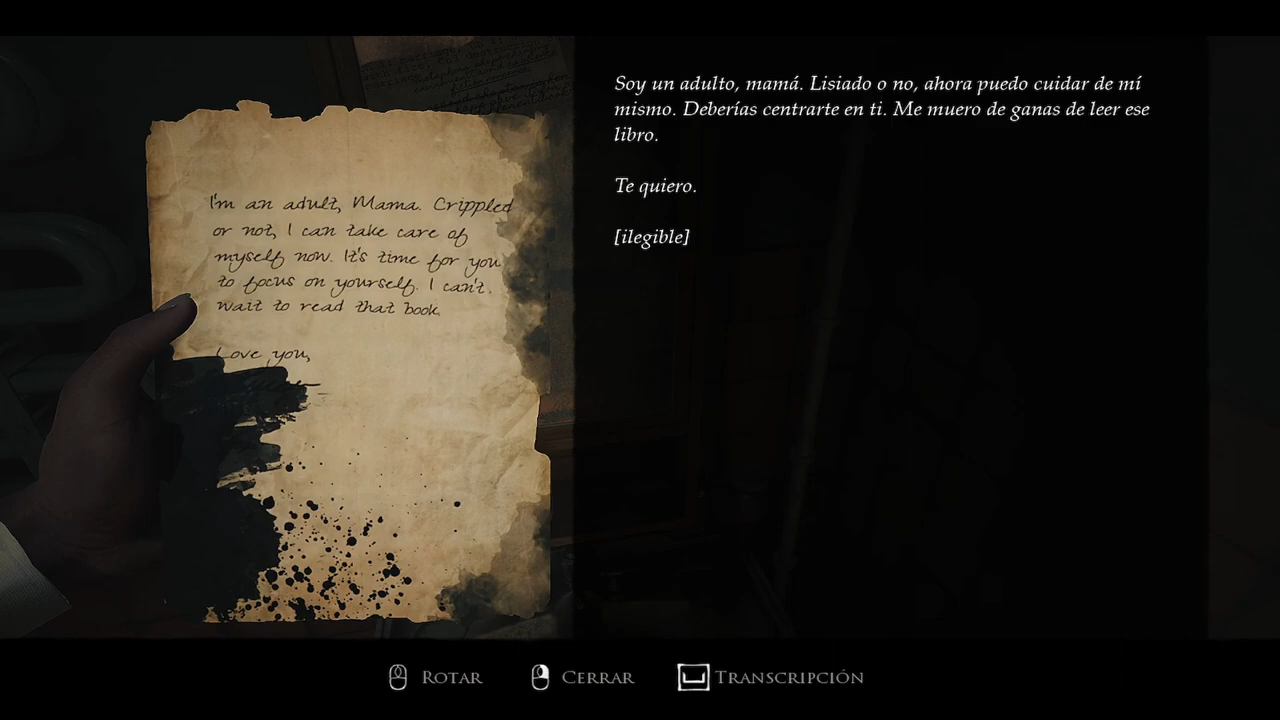 I'm an adult, Mama. Crippled
or not, I can take care of
myself now. It's time for you
to focus on yourself. I can't
wait to read that book.
Love you,
Soy un adulto, mamá. Lisiado o no, ahora puedo cuidar de mí
mismo. Deberías centrarte en ti. Me muero de ganas de leer ese
libro.
Te quiero.
[ilegible]
ROTAR
CERRAR
TRANSCRIPCIÓN